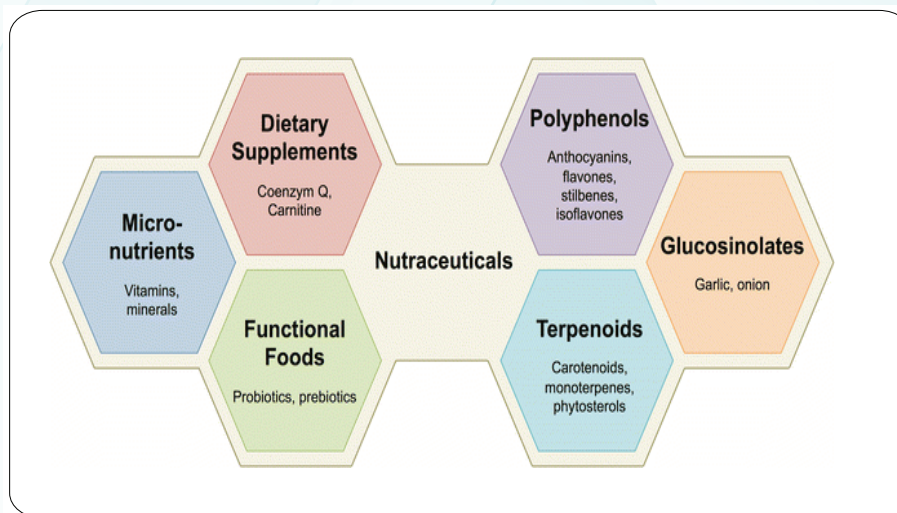 Dietary
Supplements
Coenzym Q,
Carnitine
Polyphenols
Anthocyanins,
flavones,
stilbenes,
isoflavones
Micro-
nutrients
Vitamins,
minerals
Nutraceuticals
Glucosinolates
Garlic, onion
Functional
Foods
Probiotics, prebiotics
Terpenoids
Carotenoids,
monoterpenes,
phytosterols